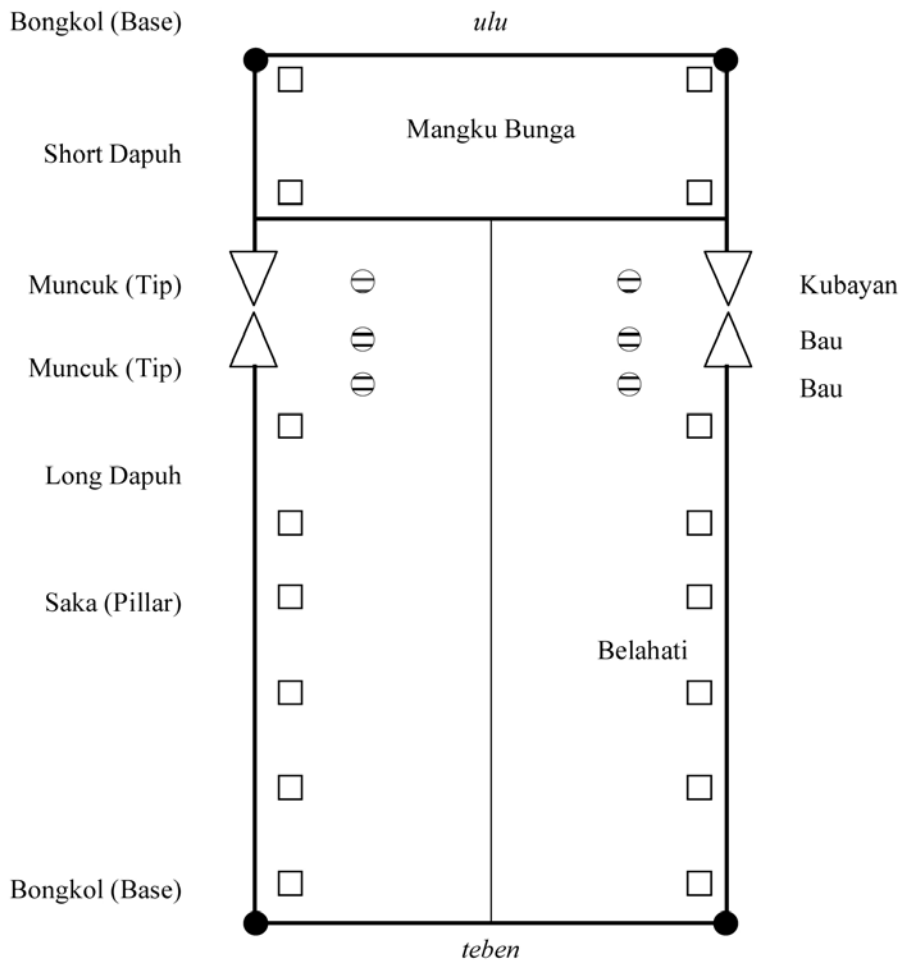 Bongkol (Base)
ulu
Mangku Bunga
Short Dapuh
Muncuk (Tip)
Kubayan
Bau
Muncuk (Tip)
Bau
Long Dapuh
Saka (Pillar)
Belahati
Bongkol (Base)
teben